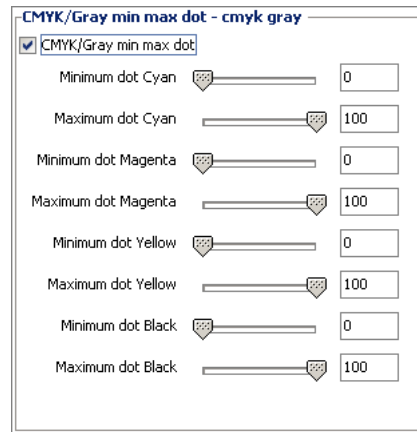 CMYK/Gray min max dot - cmyk gray
CMYK/Gray min max dot
Minimum dot Cyan 0
Maximum dot Cyan 100
Minimum dot Magenta 0
Maximum dot Magenta 100
Minimum dot Yellow 0
Maximum dot Yellow 100
Minimum dot Black 0
Maximum dot Black 100